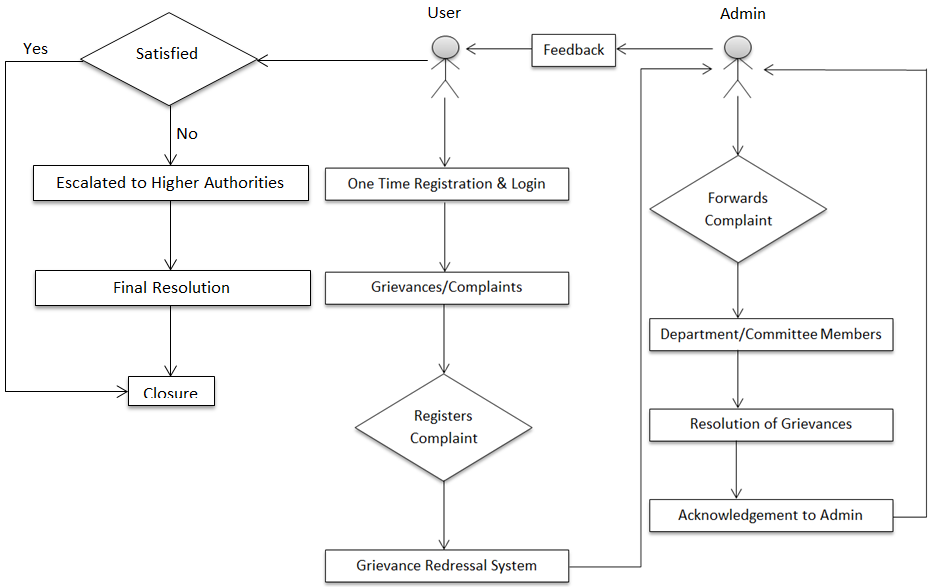 User
Admin
Yes
Satisfied
Feedback
No
Escalated to Higher Authorities
One Time Registration & Login
Forwards
Complaint
Final Resolution
Grievances/Complaints
Department/Committee Members
Closure
Registers
Complaint
Resolution of Grievances
Acknowledgement to Admin
Grievance Redressal System